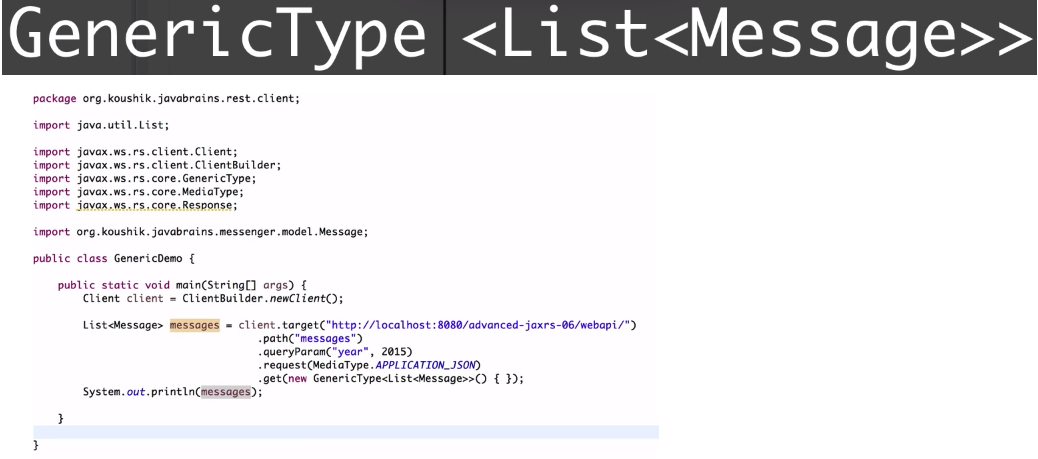 GenericType <List<Message>>
package org.koushik.javabrains.rest.client;
import java.util.List;
import javax.ws.rs.client.Client;
import javax.ws.rs.client.ClientBuilder;
import javax.ws.rs.core.GenericType;
import javax.ws.rs.core.MediaType;
import javax.ws.rs.core.Response;
import org.koushik.javabrains.messenger.model.Message;
public class GenericDemo {
public static void main(String[] args) {
Client client = ClientBuilder.newClient();
List<Message> messages = client.target("http://localhost:8080/advanced-jaxrs-06/webapi/")
.path("messages")
.queryParam("year", 2015)
.request(MediaType.APPLICATION_JSON)
.get(new GenericType<List<Message>>() { });
System.out.println(messages);
}
}